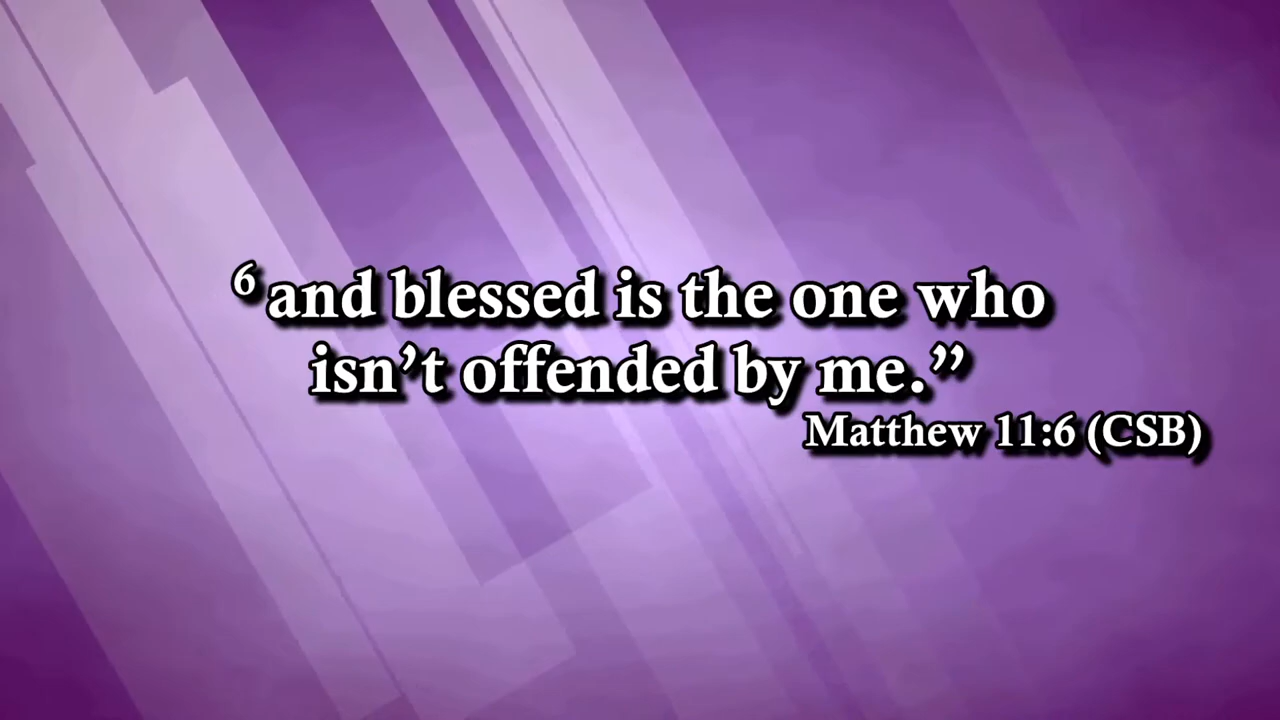 ⁶ and blessed is the one who
isn’t offended by me.”
Matthew 11:6 (CSB)